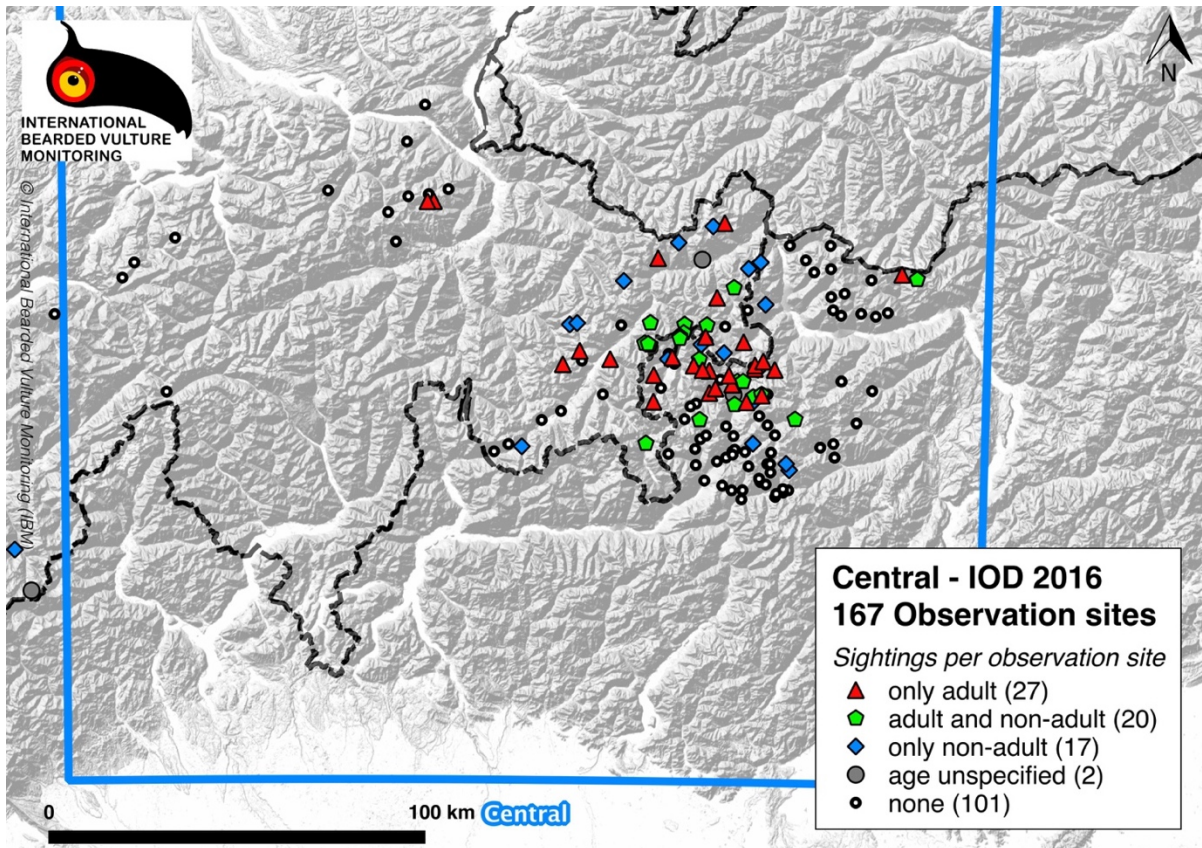 INTERNATIONAL
BEARDED VULTURE
MONITORING
N
© International Bearded Vulture Monitoring (IBM)
Central - IOD 2016
167 Observation sites
Sightings per observation site
only adult (27)
adult and non-adult (20)
only non-adult (17)
age unspecified (2)
none (101)
0 100 km
Central